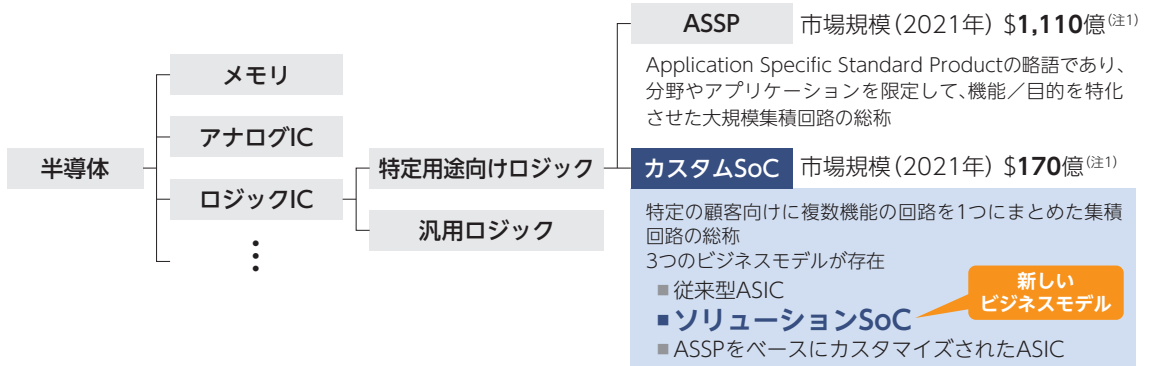 半導体
メモリ
アナログIC
ロジックIC
特定用途向けロジック
汎用ロジック
ASSP 市場規模（2021年） $1,110億(注1)
Application Specific Standard Productの略語であり、
分野やアプリケーションを限定して、機能／目的を特化
させた大規模集積回路の総称
カスタムSoC 市場規模（2021年） $170億(注1)
特定の顧客向けに複数機能の回路を1つにまとめた集積
回路の総称
3つのビジネスモデルが存在
■従来型ASIC
■ソリューションSoC
新しい
ビジネスモデル
■ASSPをベースにカスタマイズされたASIC